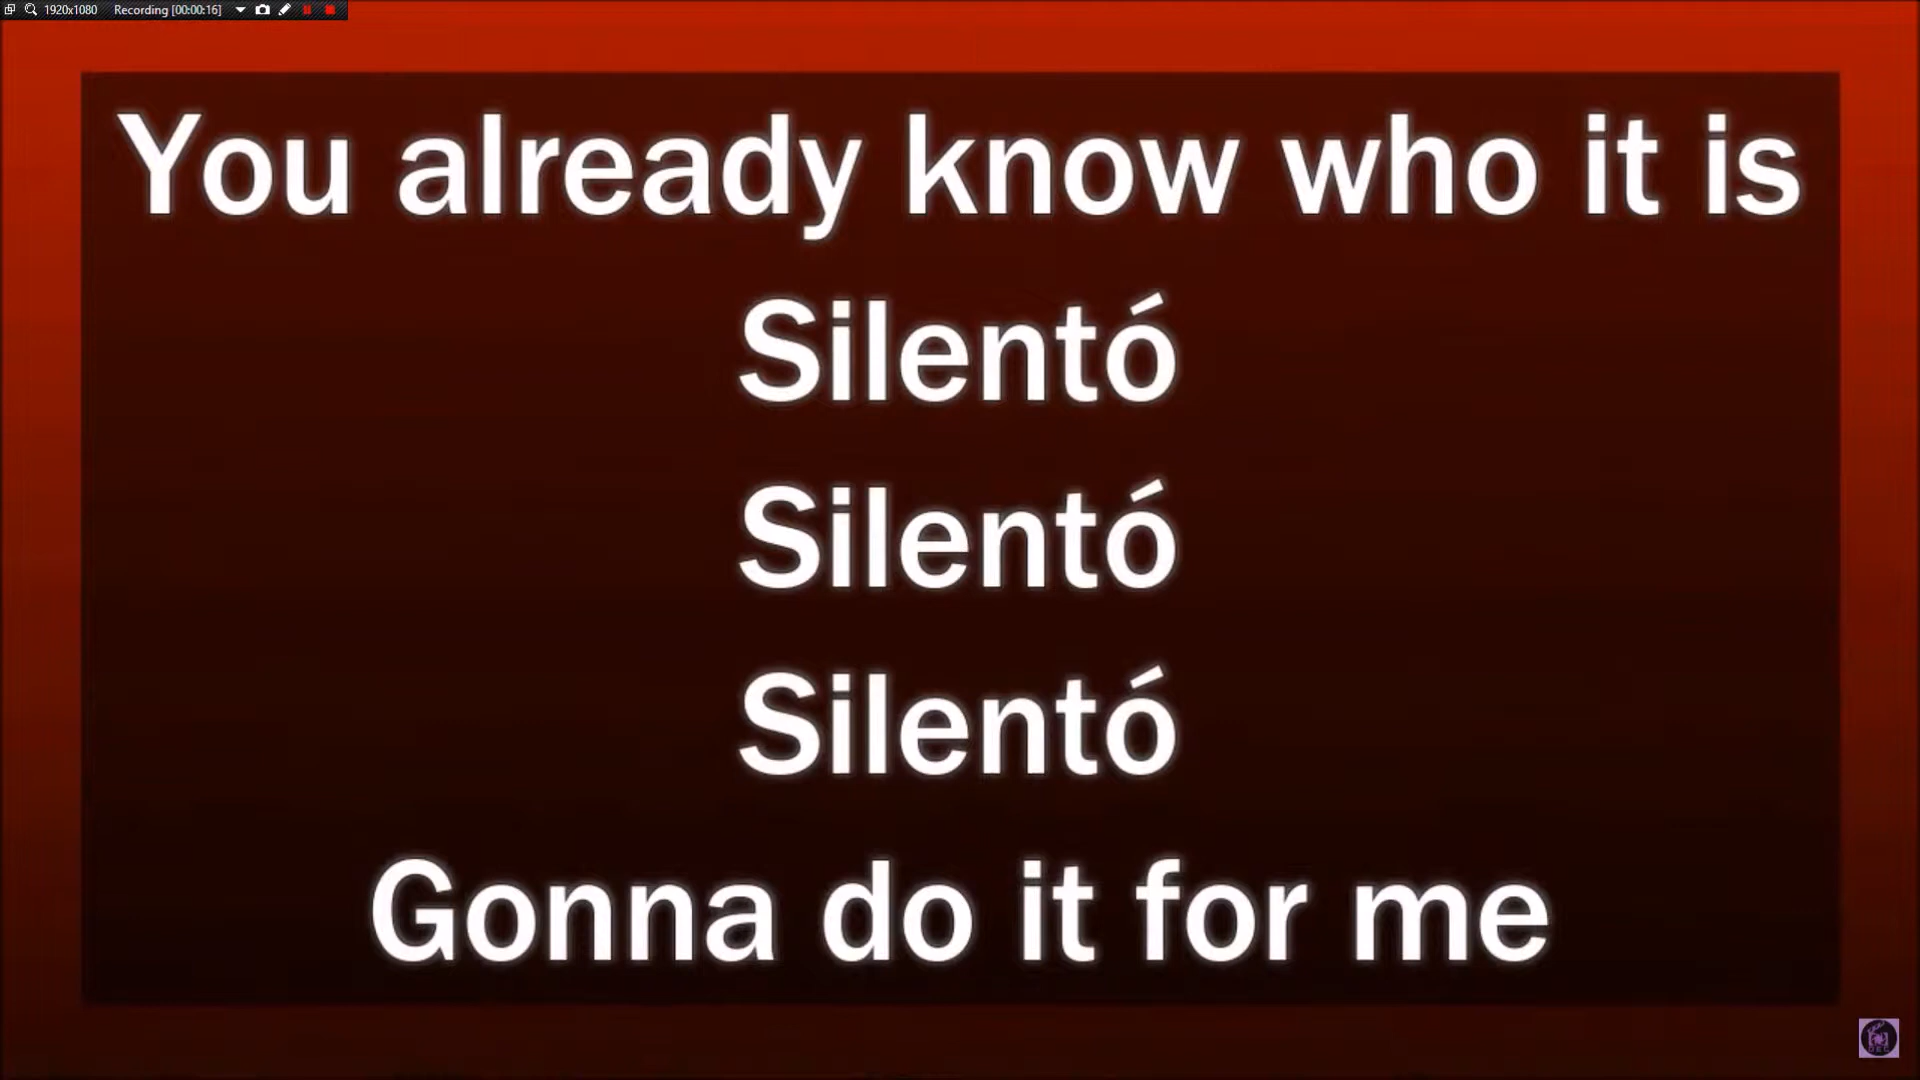 1920x1080 Recording [00:00:16]
You already know who it is
Silentó
Silentó
Silentó
Gonna do it for me